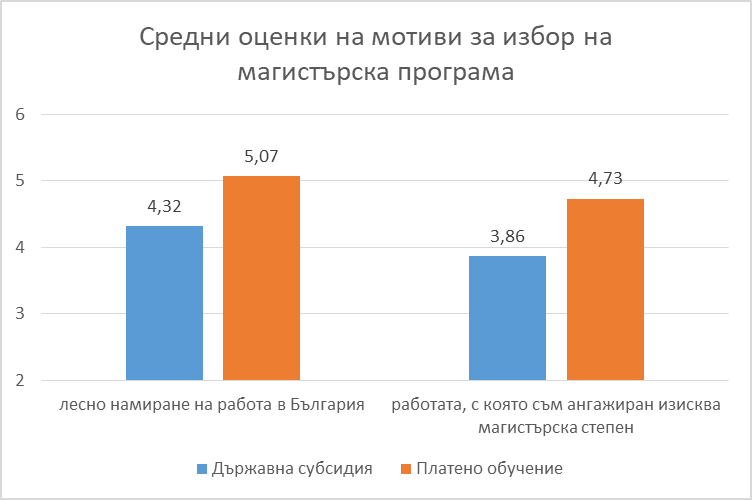 Средни оценки на мотиви за избор на
магистърска програма
6
5
4
3
2
4,32
5,07
3,86
4,73
лесно намиране на работа в България
работата, с която съм ангажиран изисква
магистърска степен
Държавна субсидия
Платено обучение